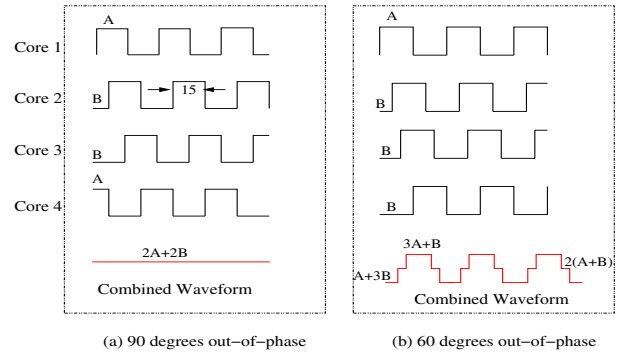 Core 1
Core 2
Core 3
Core 4
A
B
15
B
A
2A+2B
Combined Waveform
(a) 90 degrees out-of-phase
A
B
B
B
3A+B
A+3B
2(A+B)
Combined Waveform
(b) 60 degrees out-of-phase